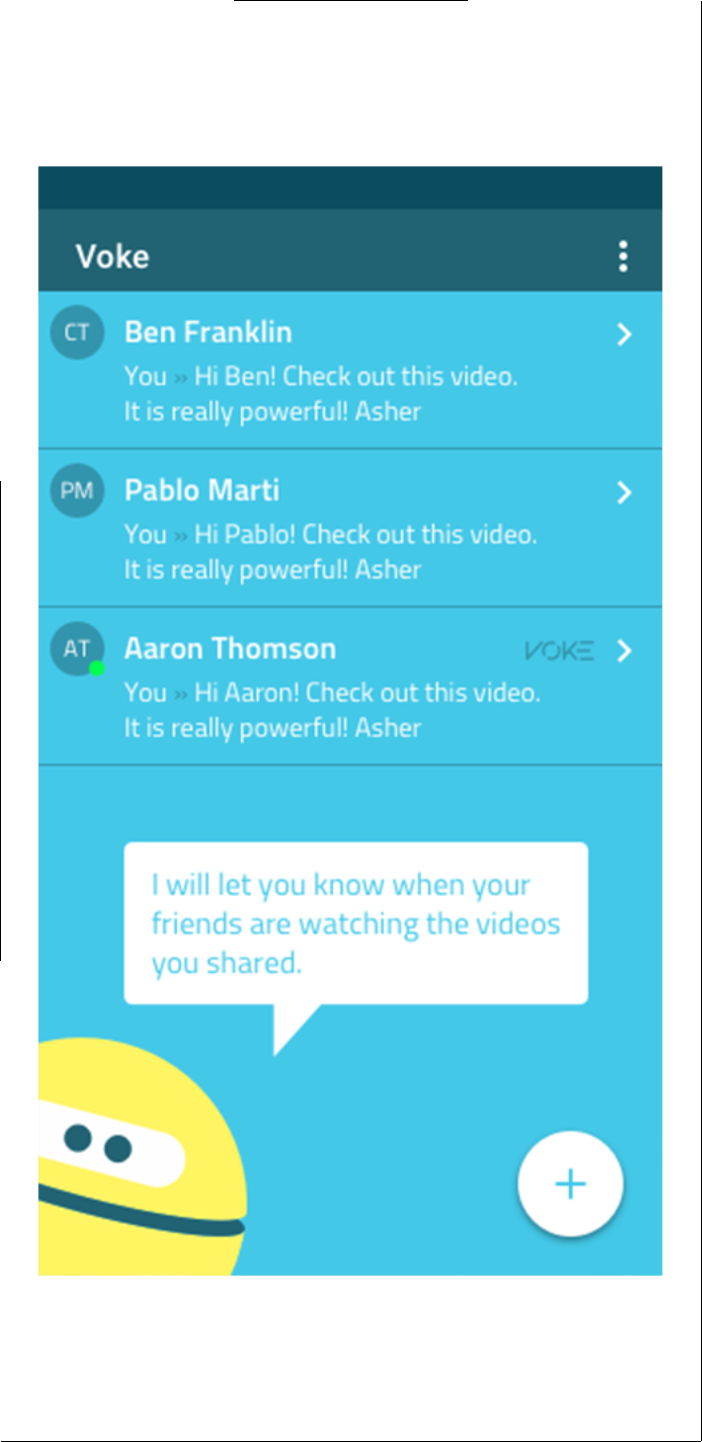 Voke
CT
Ben Franklin
You » Hi Ben! Check out this video.
It is really powerful! Asher
PM
Pablo Marti
You » Hi Pablo! Check out this video.
It is really powerful! Asher
AT
Aaron Thomson
VOKE
You » Hi Aaron! Check out this video.
It is really powerful! Asher
I will let you know when your
friends are watching the videos
you shared.